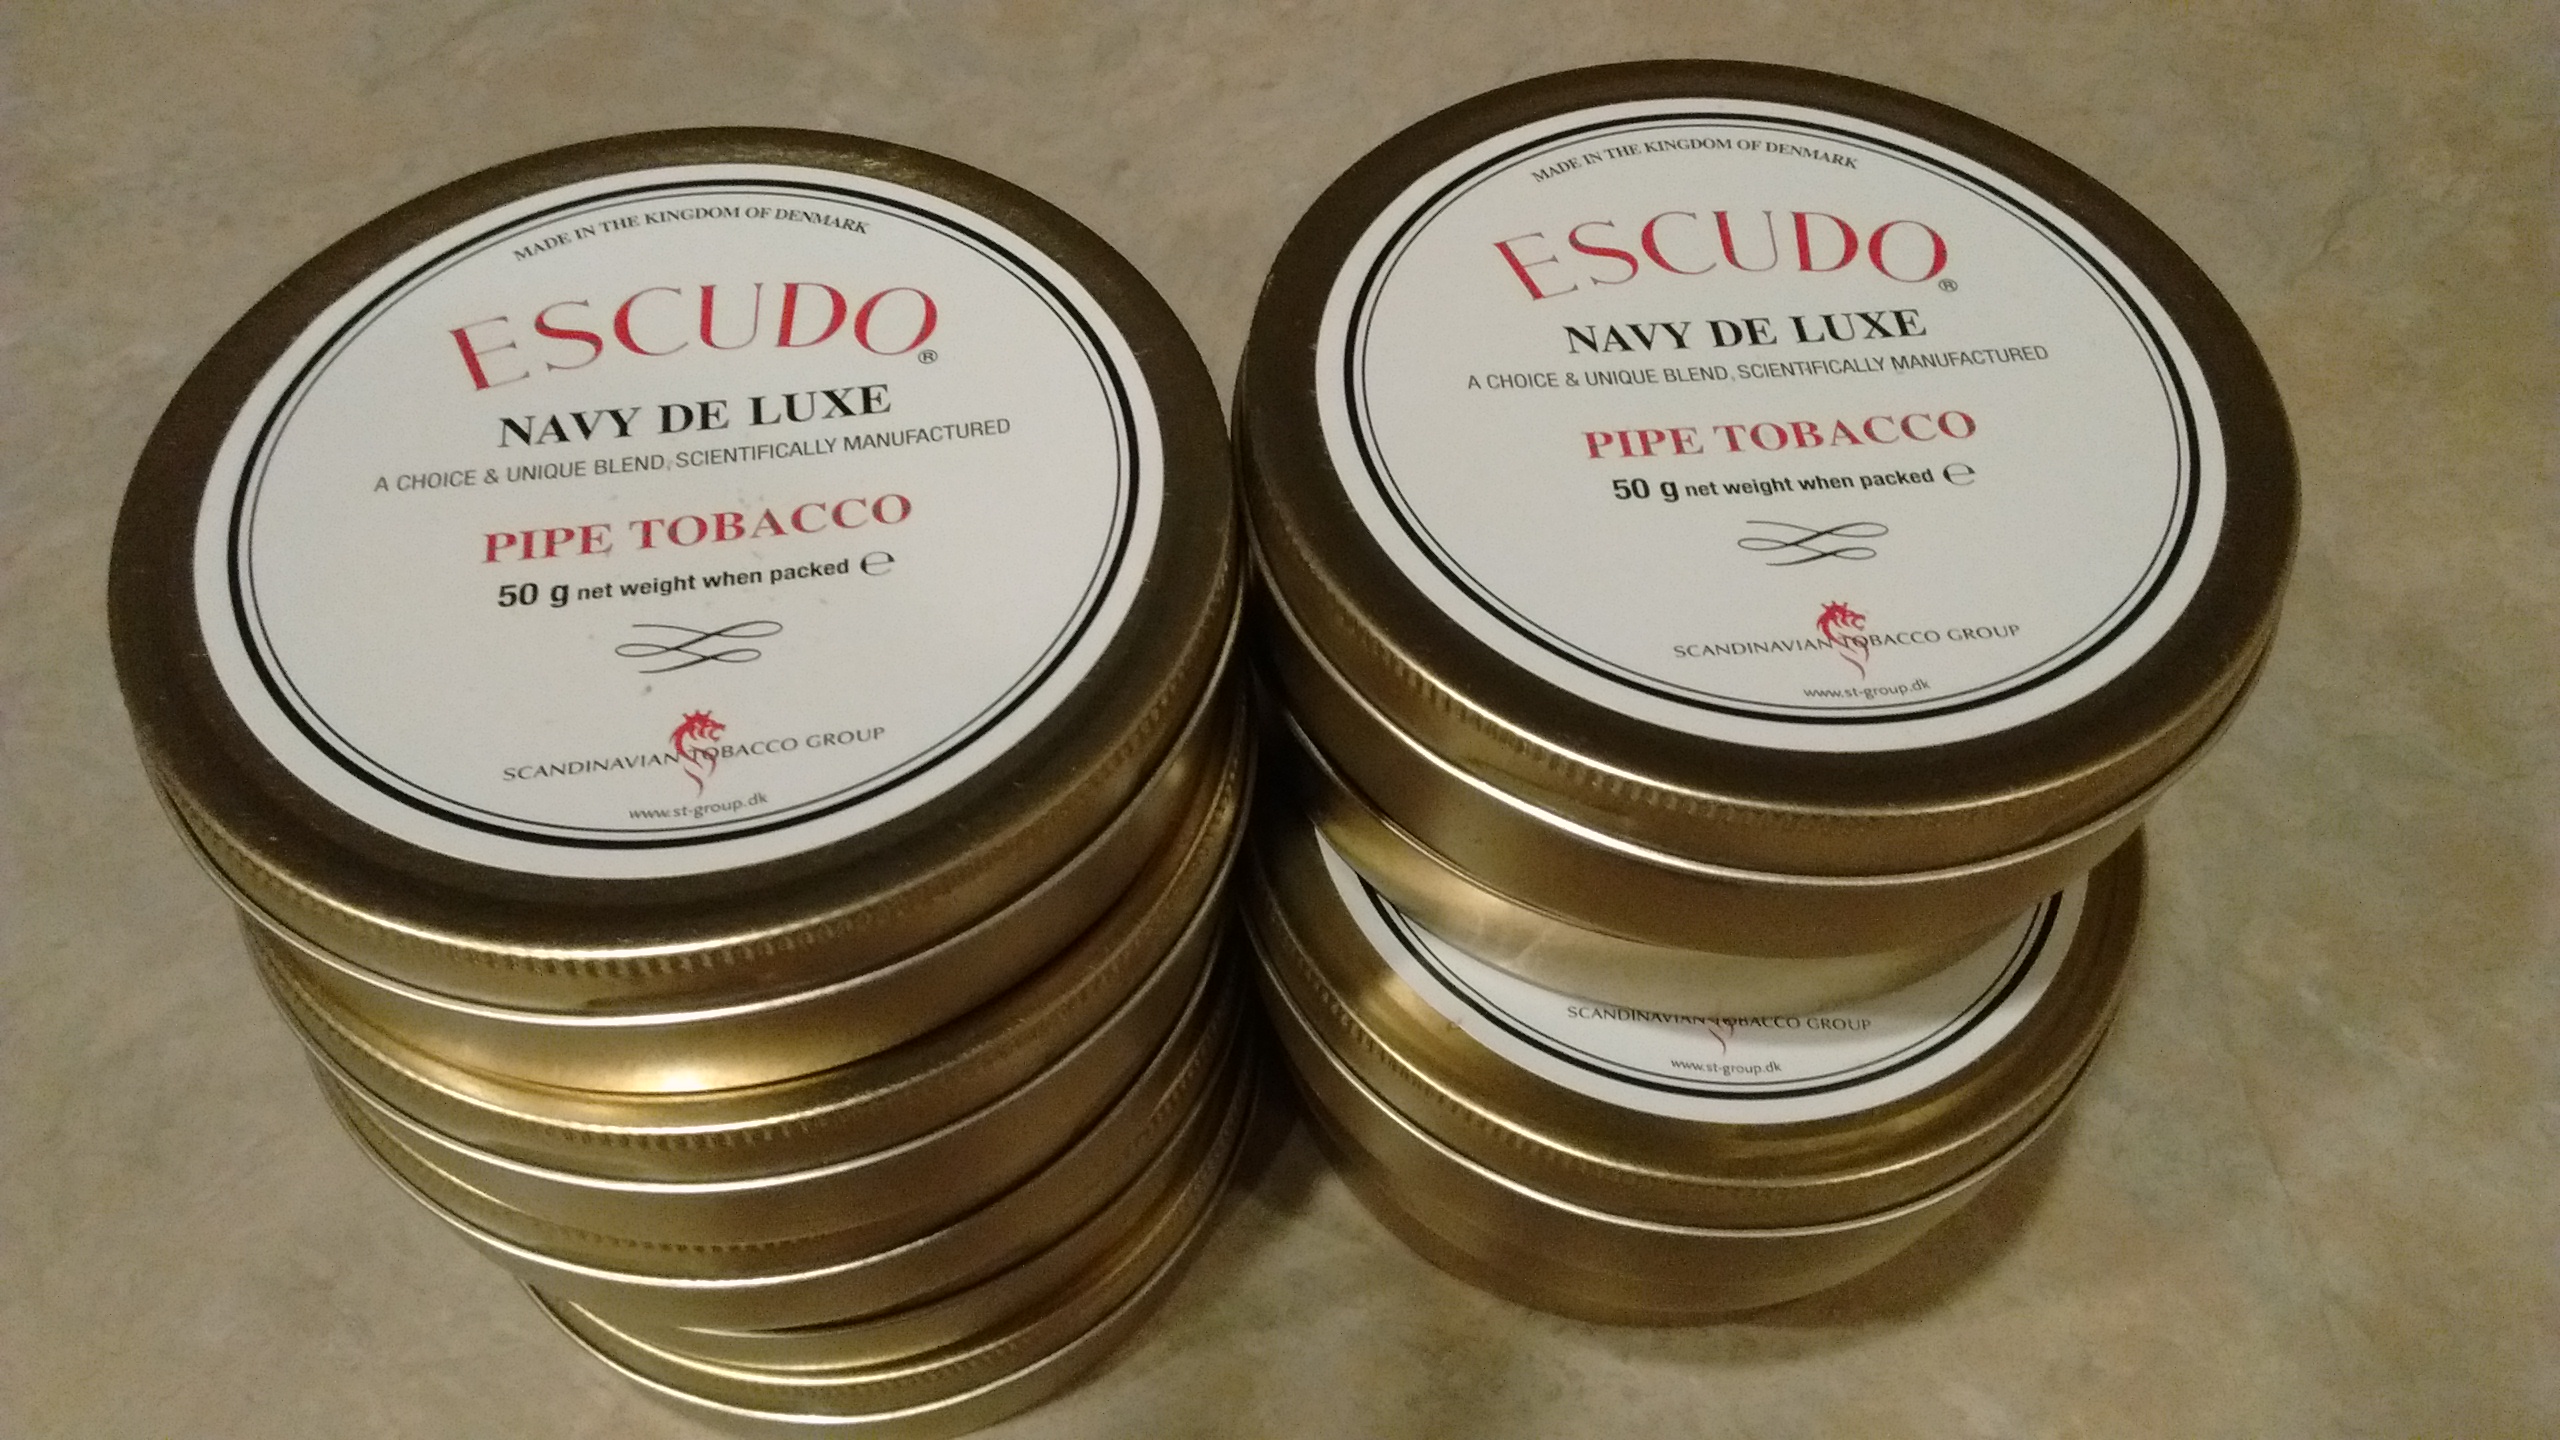 MADE IN THE KINGDOM OF DENMARK
ESCUDO®
NAVY DE LUXE
A CHOICE & UNIQUE BLEND, SCIENTIFICALLY MANUFACTURED
PIPE TOBACCO
50 g net weight when packed ℮
SCANDINAVIAN TOBACCO GROUP
www.st-group.dk
MADE IN THE KINGDOM OF DENMARK
ESCUDO®
NAVY DE LUXE
A CHOICE & UNIQUE BLEND, SCIENTIFICALLY MANUFACTURED
PIPE TOBACCO
50 g net weight when packed ℮
SCANDINAVIAN TOBACCO GROUP
www.st-group.dk
SCANDINAVIAN TOBACCO GROUP
www.st-group.dk